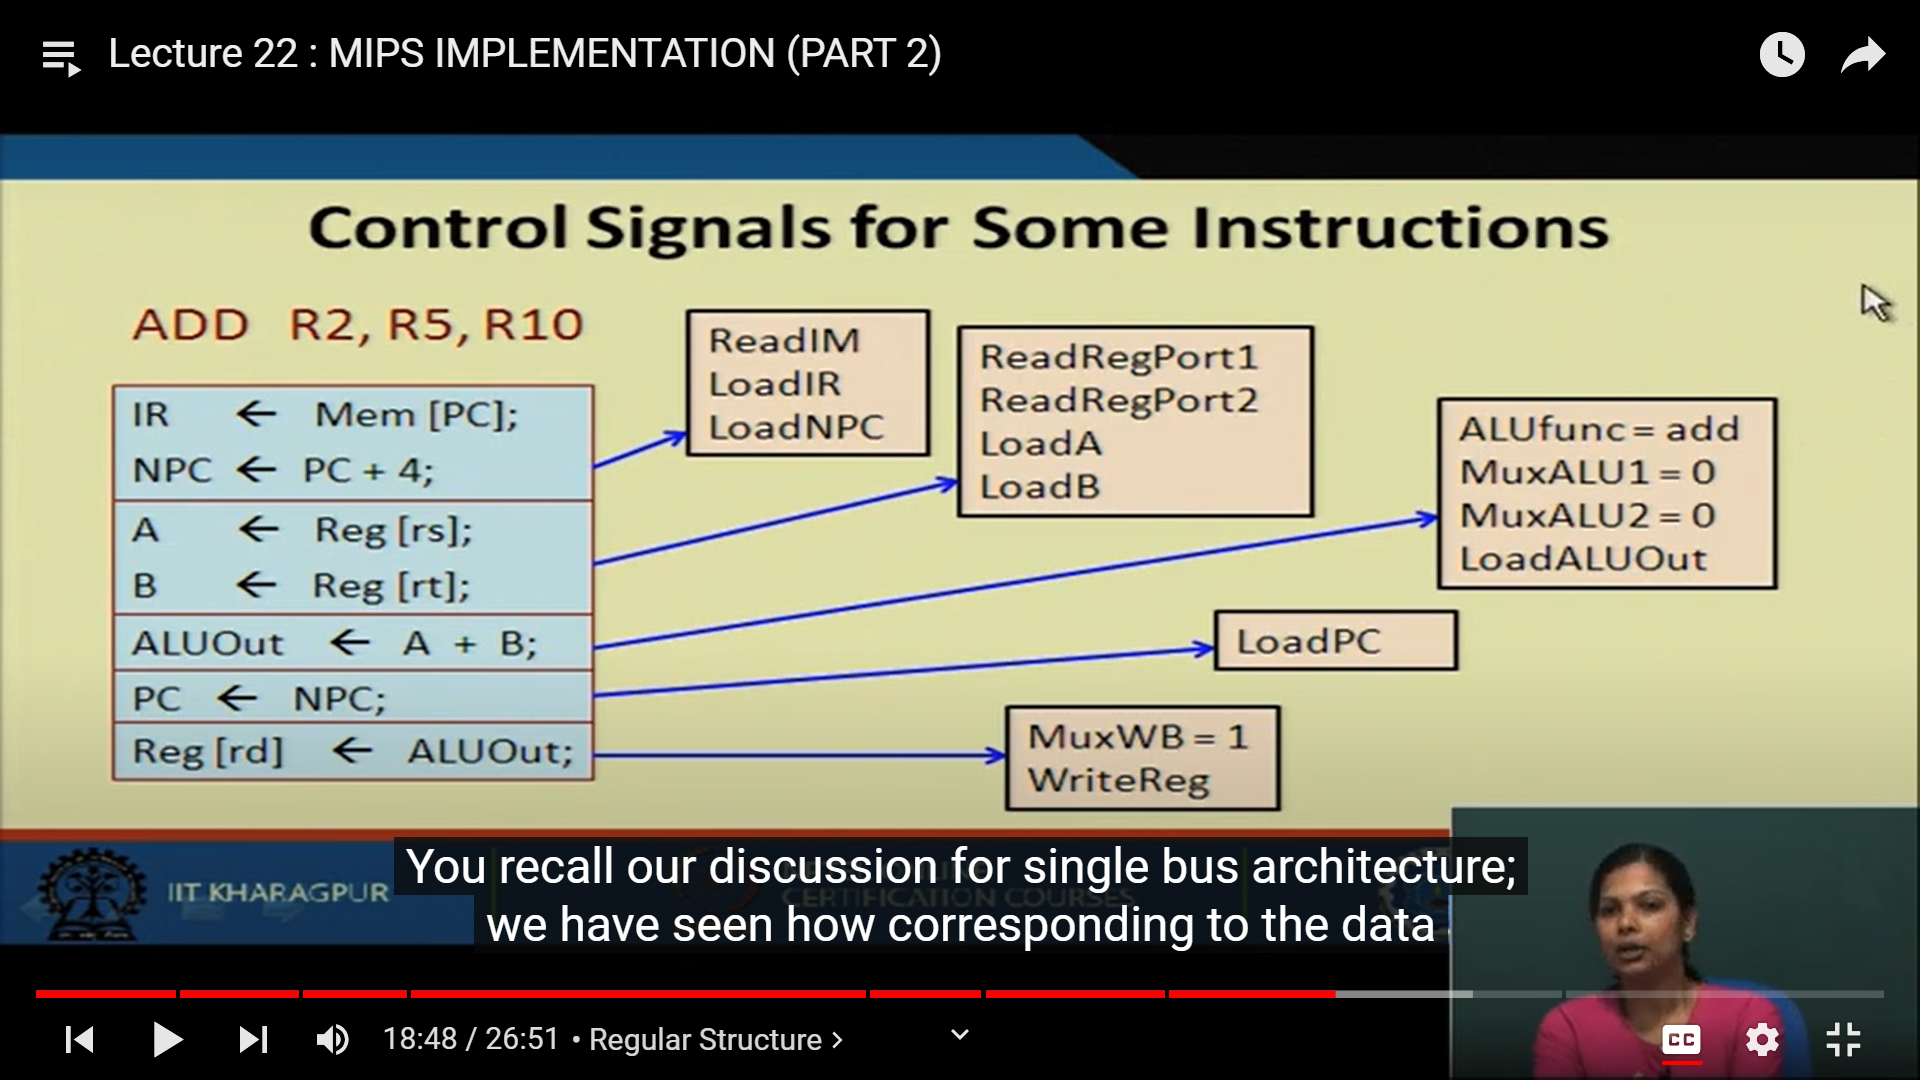 Lecture 22 : MIPS IMPLEMENTATION (PART 2)
Control Signals for Some Instructions
ADD R2, R5, R10
IR ← Mem [PC];
NPC ← PC + 4;
A ← Reg [rs];
B ← Reg [rt];
ALUOut ← A + B;
PC ← NPC;
Reg [rd] ← ALUOut;
ReadIM
LoadIR
LoadNPC
ReadRegPort1
ReadRegPort2
LoadA
LoadB
ALUfunc = add
MuxALU1 = 0
MuxALU2 = 0
LoadALUOut
LoadPC
MuxWB = 1
WriteReg
IIT KHARAGPUR
CERTIFICATION COURSES
You recall our discussion for single bus architecture;
we have seen how corresponding to the data
18:48 / 26:51 • Regular Structure >
CC